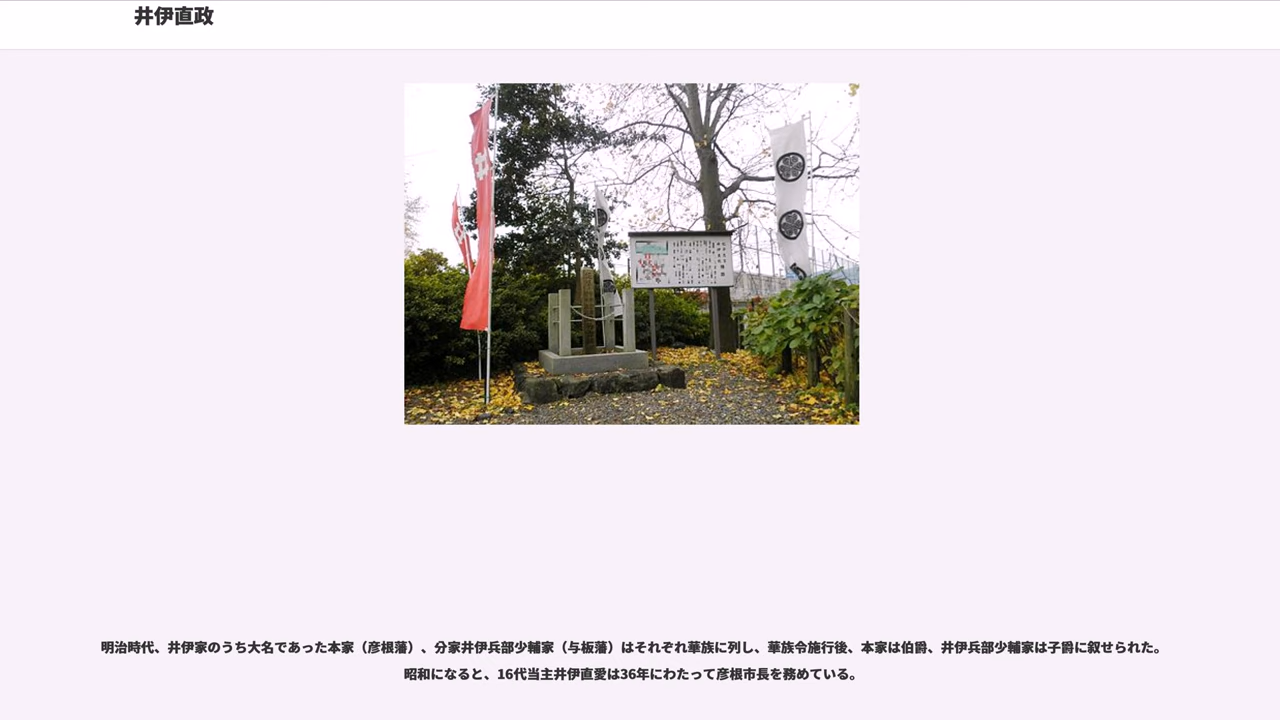 井伊直政
井
明治時代、井伊家のうち大名であった本家（彦根藩）、分家井伊兵部少輔家（与板藩）はそれぞれ華族に列し、華族令施行後、本家は伯爵、井伊兵部少輔家は子爵に叙せられた。
昭和になると、16代当主井伊直愛は36年にわたって彦根市長を務めている。